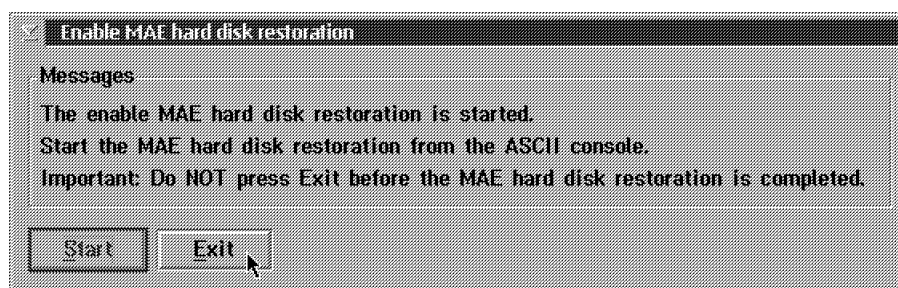 Enable MAE hard disk restoration
Messages
The enable MAE hard disk restoration is started.
Start the MAE hard disk restoration from the ASCII console.
Important: Do NOT press Exit before the MAE hard disk restoration is completed.
Start
Exit